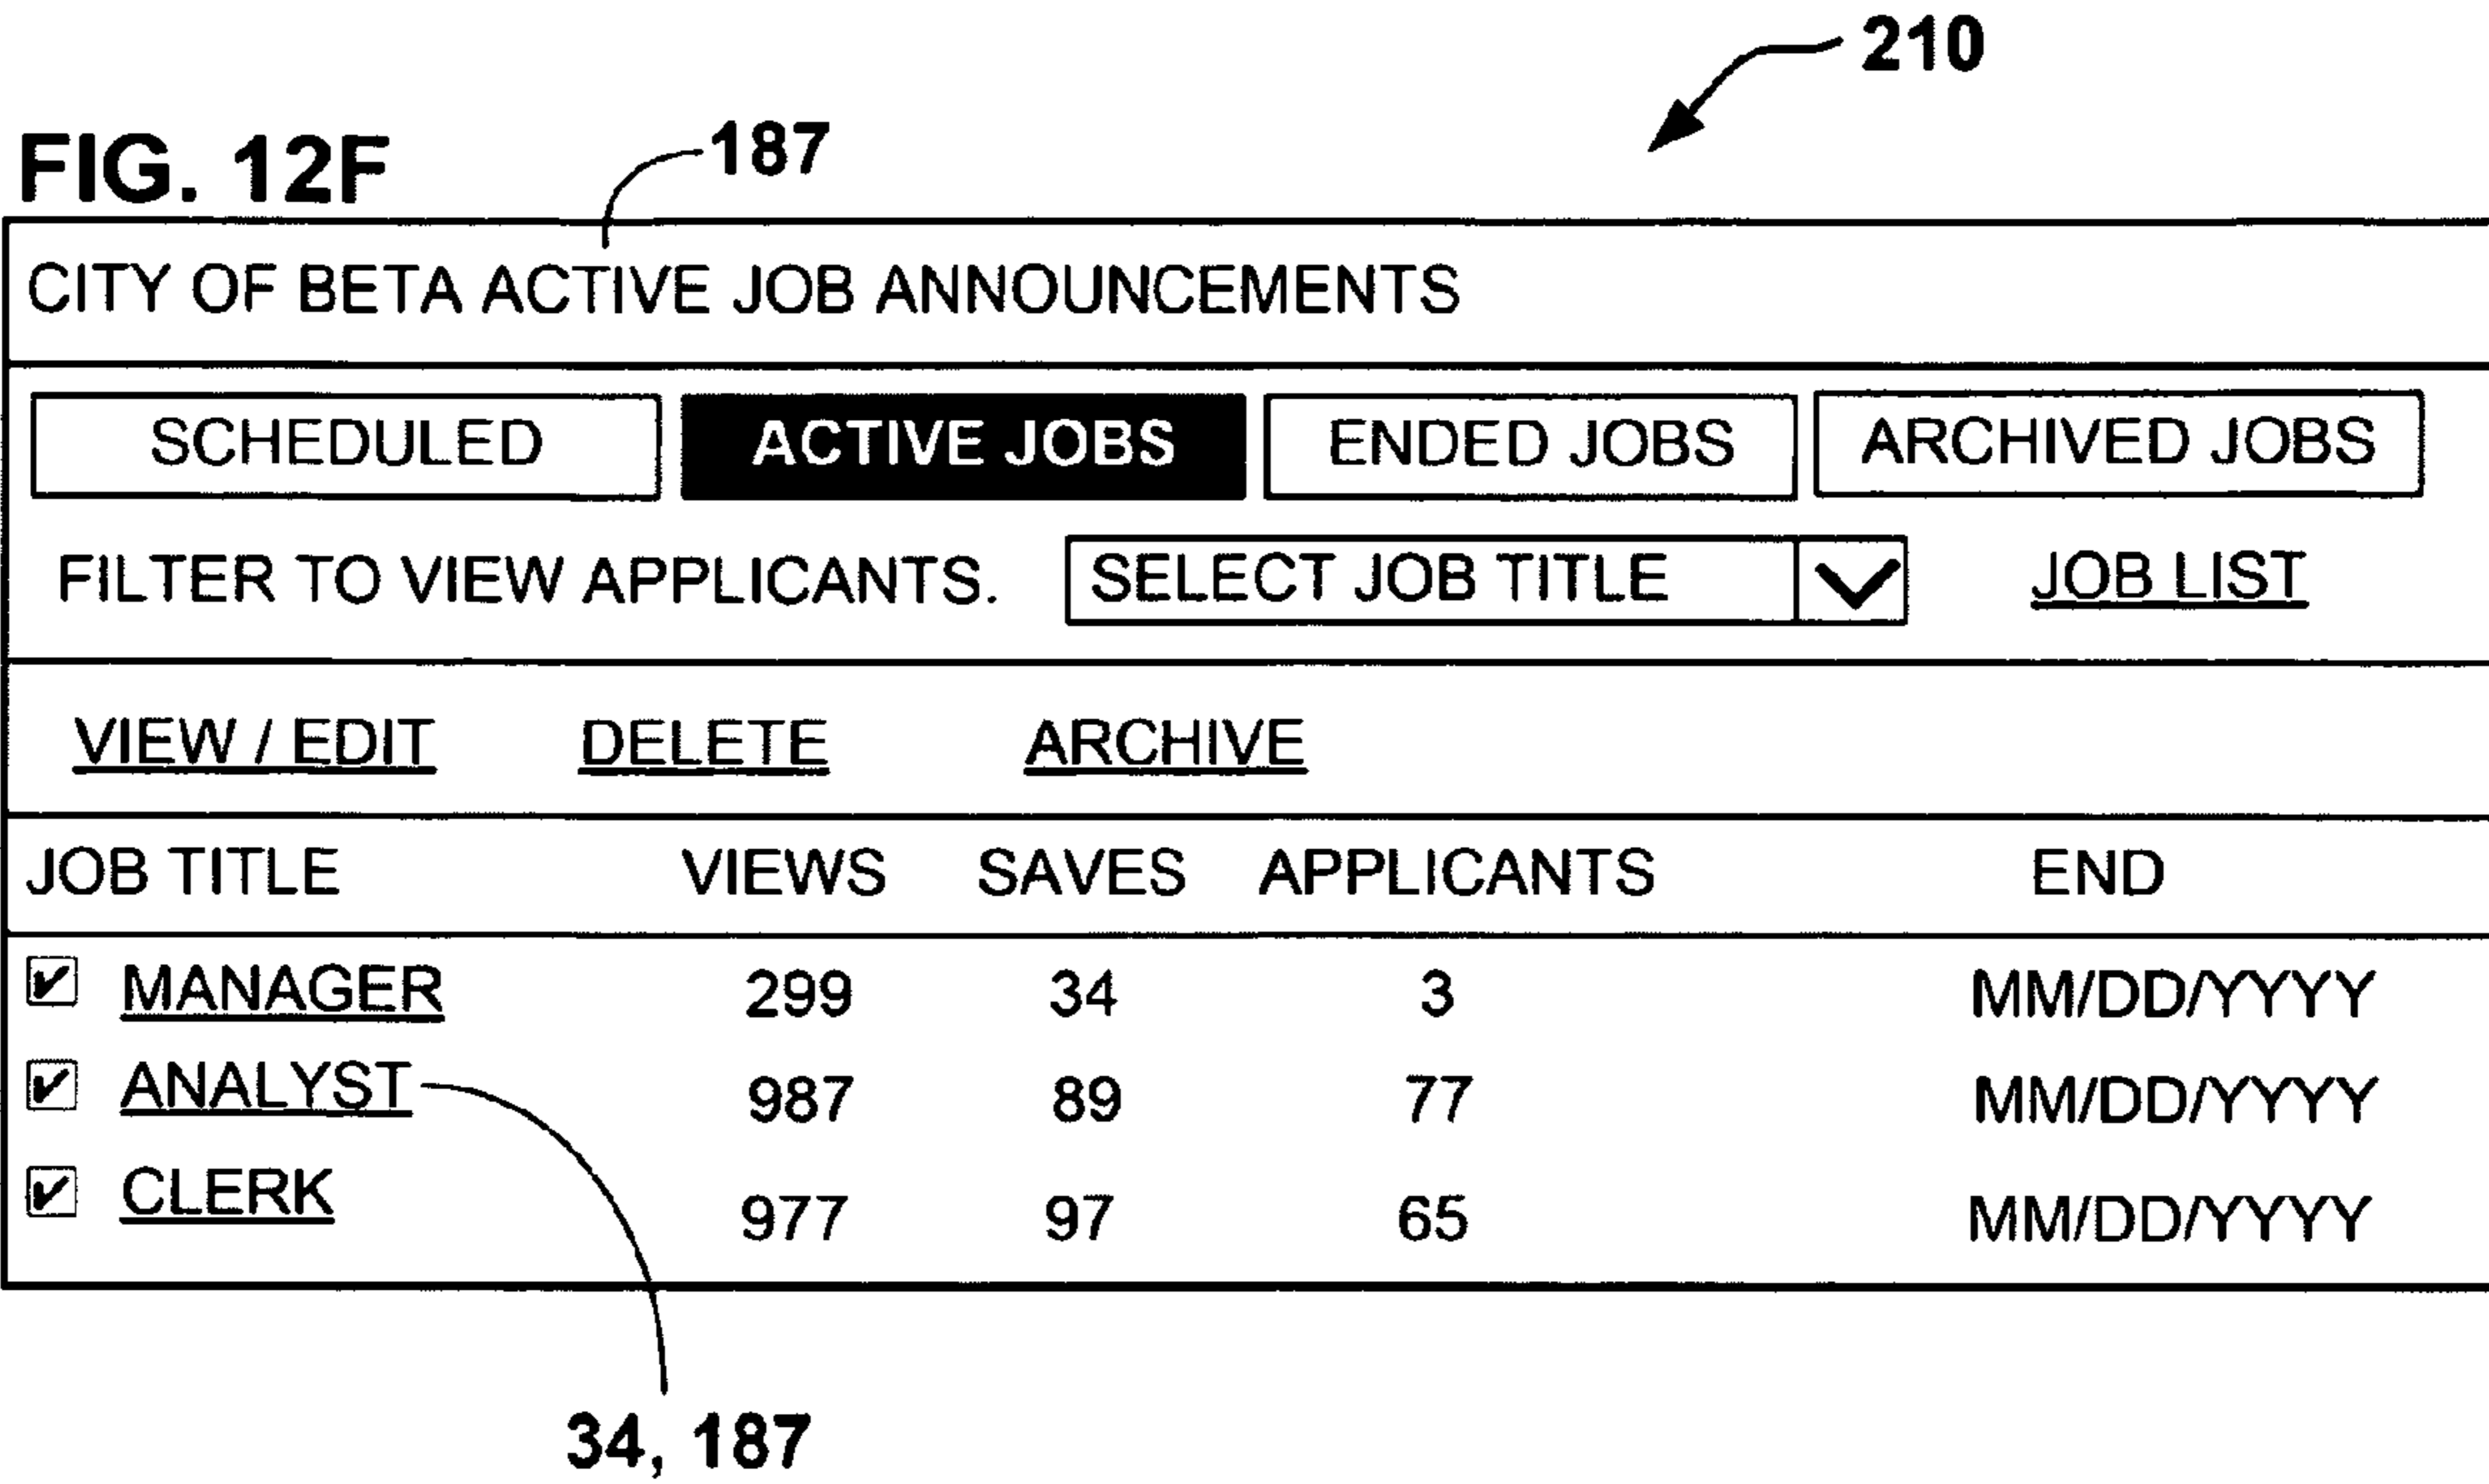 210
FIG. 12F
187
CITY OF BETA ACTIVE JOB ANNOUNCEMENTS
SCHEDULED ACTIVE JOBS ENDED JOBS ARCHIVED JOBS
FILTER TO VIEW APPLICANTS. SELECT JOB TITLE JOB LIST
VIEW / EDIT DELETE ARCHIVE
JOB TITLE VIEWS SAVES APPLICANTS END
MANAGER 299 34 3 MM/DD/YYYY
ANALYST 987 89 77 MM/DD/YYYY
CLERK 977 97 65 MM/DD/YYYY
34, 187